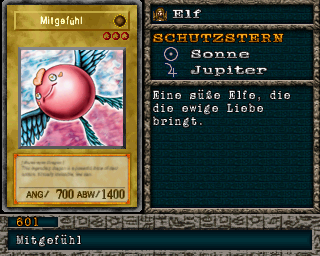 Mitgefühl
ANG/ 700 ABW/1400
Elf
SCHUTZSTERN
Sonne
Jupiter
Eine süße Elfe, die
die ewige Liebe
bringt.
601
Mitgefühl